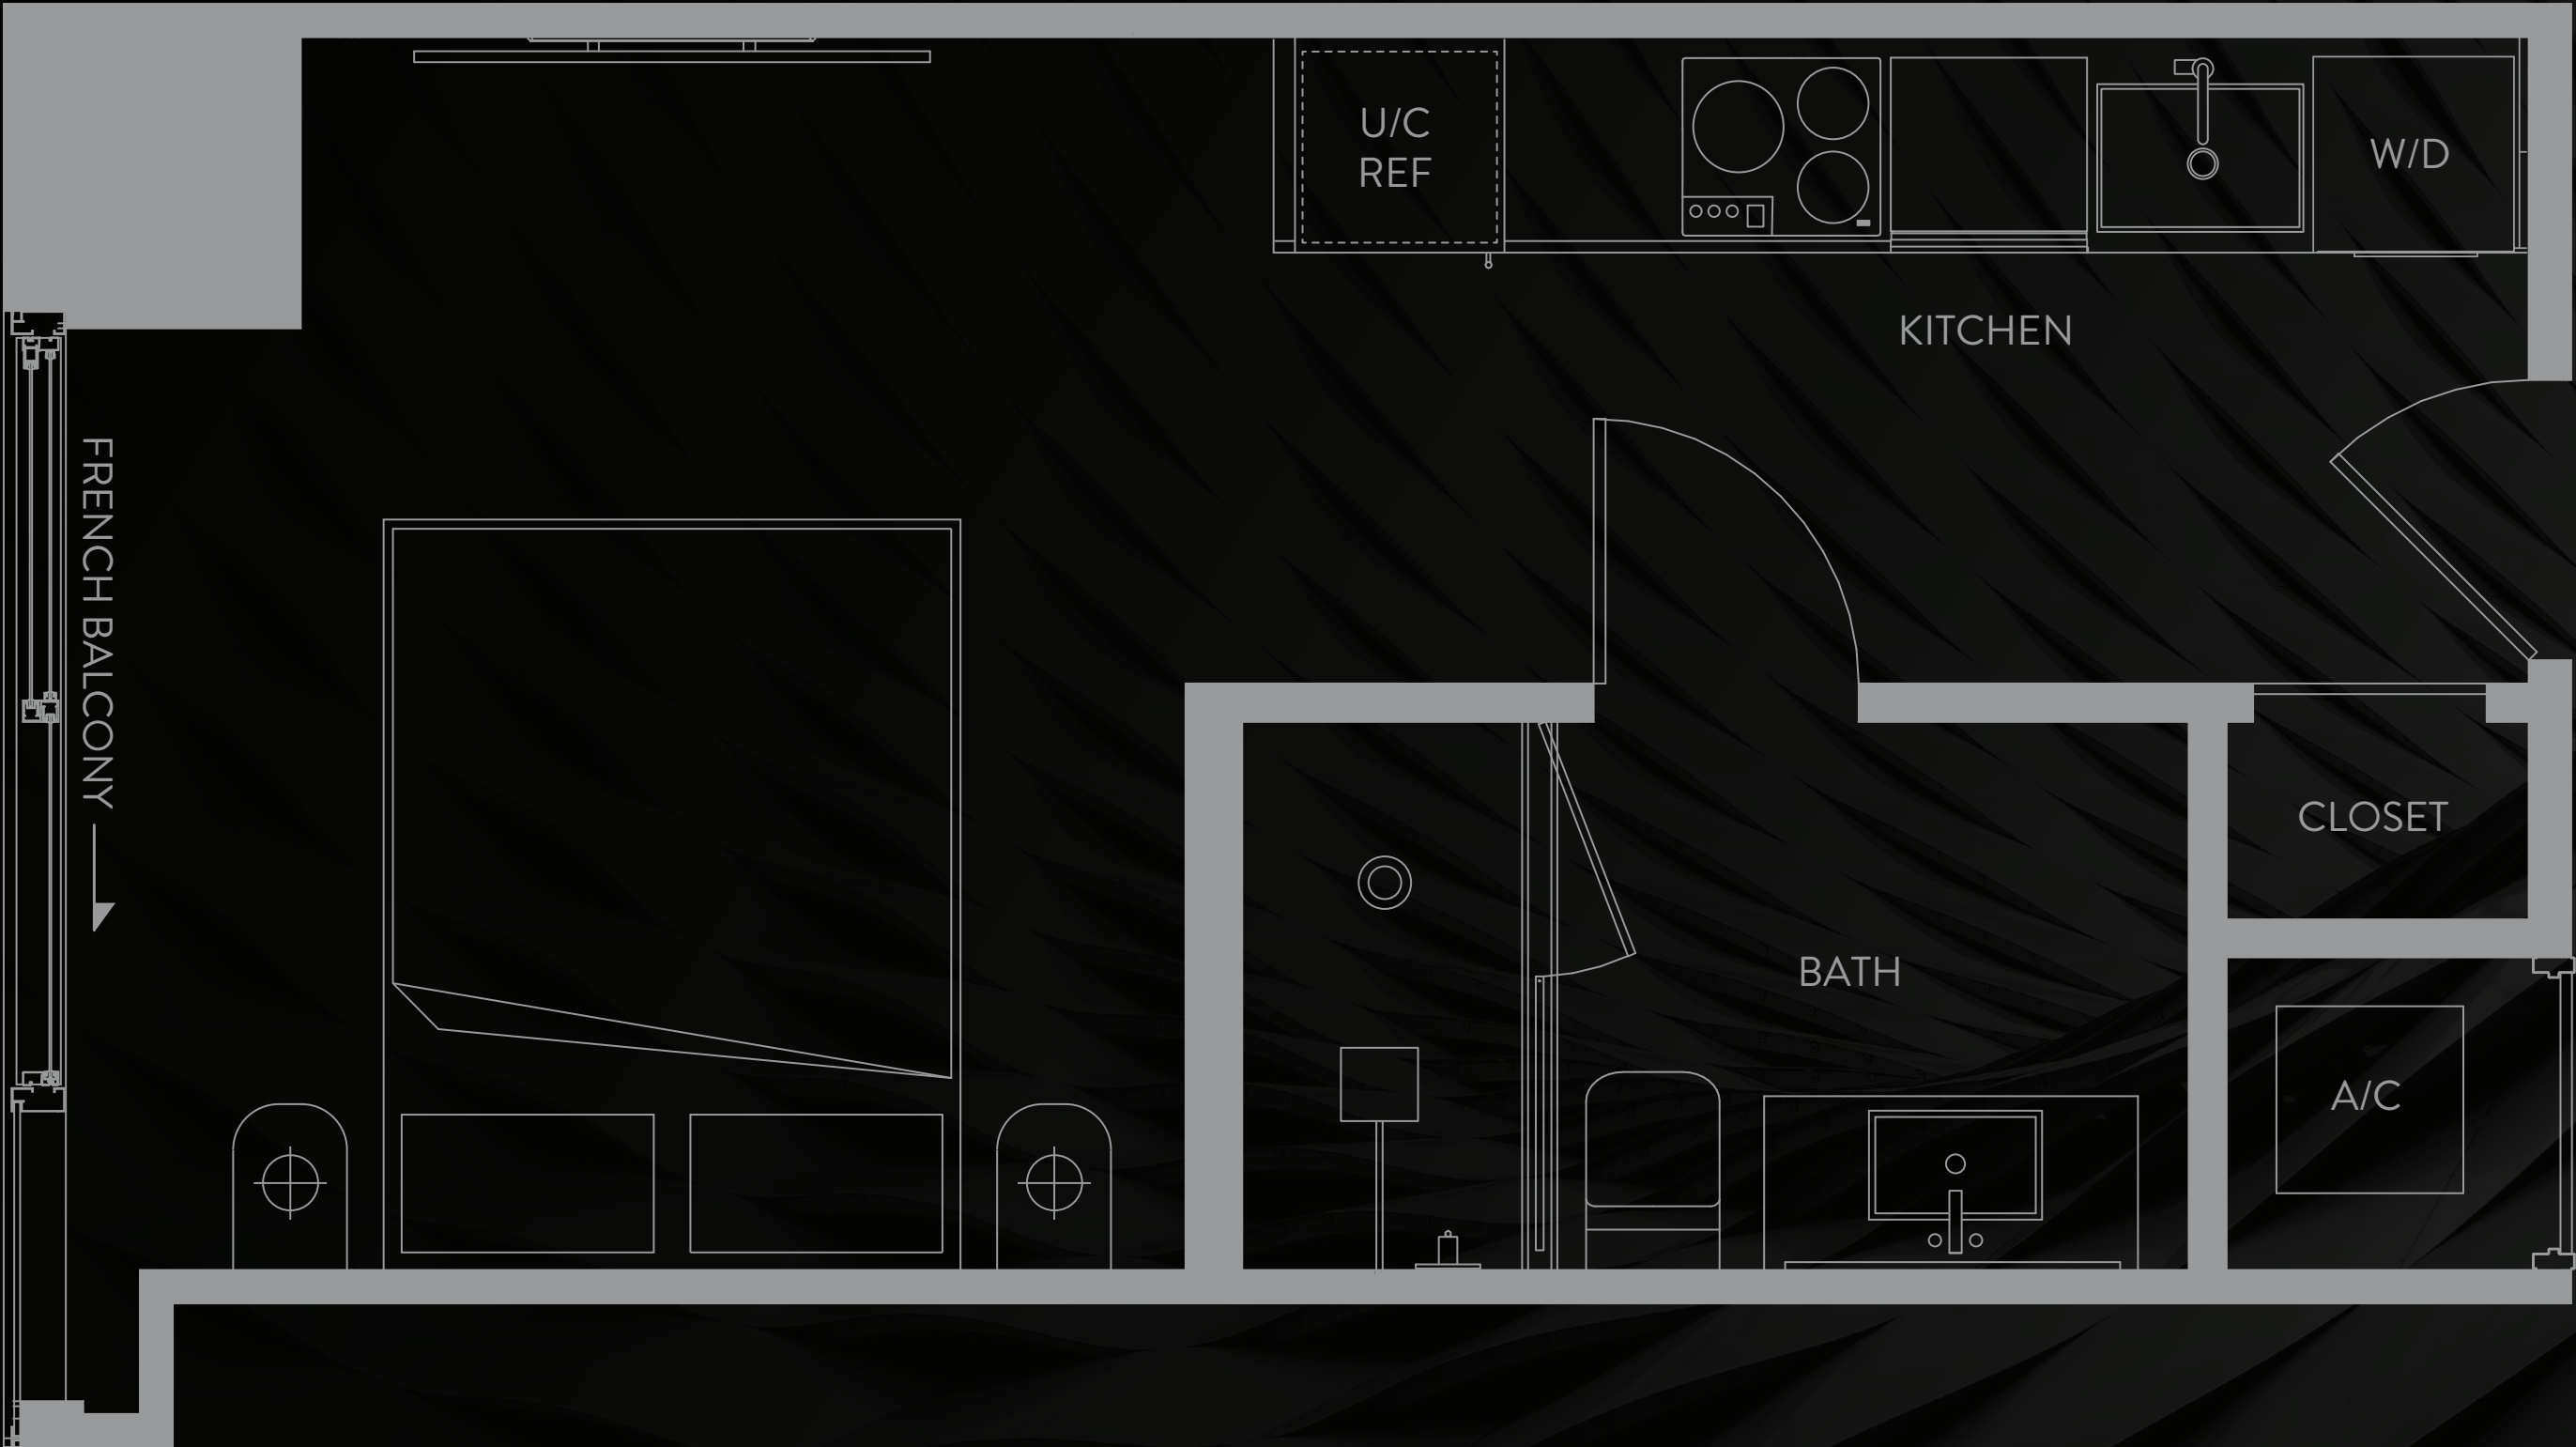 U/C
REF
W/D
KITCHEN
FRENCH BALCONY
CLOSET
BATH
A/C